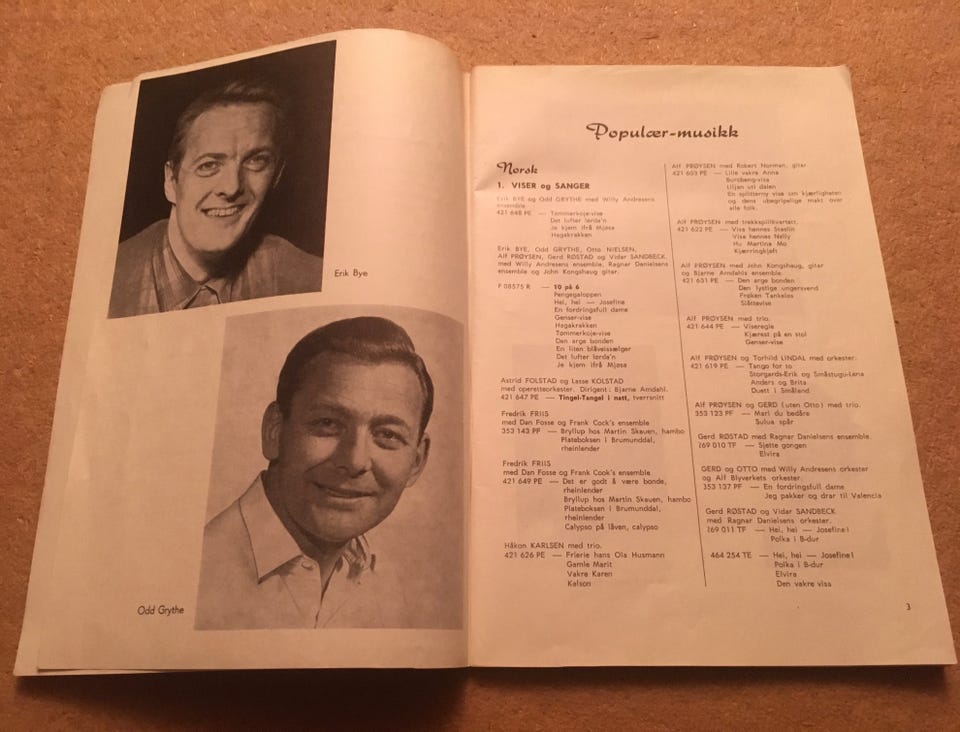 Erik Bye
Odd Grythe
Populær-musikk
Norsk
1. VISER og SANGER
Erik BYE og Odd GRYTHE med Willy Andresens
ensemble
421 648 PE — Tømmerkoje-vise
Det lufter lørda'n
Je kjem ifrå Mjøsa
Hagakrakken
Erik BYE, Odd GRYTHE, Otto NIELSEN,
Alf PRØYSEN, Gerd RØSTAD og Vidar SANDBECK
med Willy Andresens ensemble, Ragnar Danielsens
ensemble og John Kongshaug gitar.
P 08575 R — 10 på 6
Pengegaloppen
Hei, hei — Josefine
En fordringsfull dame
Genser-vise
Hagakrakken
Tømmerkoje-vise
Den arge bonden
En liten blåveisselger
Det lufter lørda'n
Je kjem ifrå Mjøsa
Astrid FOLSTAD og Lasse KOLSTAD
med operetteorkester. Dirigent: Bjarne Amdahl.
421 647 PE — Tingel-Tangel i natt, tverrsnitt
Fredrik FRIIS
med Dan Fosse og Frank Cook's ensemble
353 143 PF — Bryllup hos Martin Skauen, hambo
Plateboksen i Brumunddal,
rheinlender
Fredrik FRIIS
med Dan Fosse og Frank Cook's ensemble
421 649 PE — Det er godt å være bonde,
rheinlender
Bryllup hos Martin Skauen, hambo
Plateboksen i Brumunddal,
rheinlender
Calypso på låven, calypso
Håkon KARLSEN med trio.
421 626 PE — Frierie hans Ola Husmann
Gamle Marit
Vakre Karen
Kalson
Alf PRØYSEN med Robert Norman, gitar
421 603 PE — Lille vakre Anna
Bursbeng-visa
Liljan uti dalen
En splitterny vise om kjærligheten
og dens ubegripelige makt over
alle folk.
Alf PRØYSEN med trekkspillkvartett.
421 622 PE — Visa hennes Staslin
Visa hennes Nelly
Hu Martina Mo
Kjærringkjeft
Alf PRØYSEN med John Kongshaug, gitar
og Bjarne Amdahls ensemble.
421 631 PE — Den arge bonden
Den lystige ungersvend
Frøken Tankeløs
Slåttevise
Alf PRØYSEN med trio.
421 644 PE — Viseregle
Kjærest på en stol
Genser-vise
Alf PRØYSEN og Torhild LINDAL med orkester.
421 619 PE — Tango for to
Storgards-Erik og Småstugu-Lena
Anders og Brita
Duett i Småland
Alf PRØYSEN og GERD (uten Otto) med trio.
353 123 PF — Mari du bedåre
Sulua spår
Gerd RØSTAD med Ragnar Danielsens ensemble.
269 010 TF — Sjette gongen
Elvira
GERD og OTTO med Willy Andresens orkester
og Alf Blyverkets orkester.
353 137 PF — En fordringsfull dame
Jeg pakker og drar til Valencia
Gerd RØSTAD og Vidar SANDBECK
med Ragnar Danielsens orkester.
269 011 TF — Hei, hei — Josefine!
Polka i B-dur
464 254 TE — Hei, hei — Josefine!
Polka i B-dur
Elvira
Den vakre visa
3